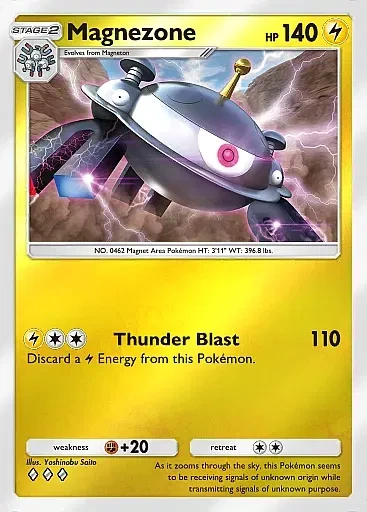 STAGE 2 Magnezone HP 140
Evolves from Magneton
NO. 0462 Magnet Area Pokémon HT: 3'11" WT: 396.8 lbs.
Thunder Blast 110
Discard a Energy from this Pokémon.
weakness +20 retreat
Illus. Yoshinobu Saito
As it zooms through the sky, this Pokémon seems
to be receiving signals of unknown origin while
transmitting signals of unknown purpose.